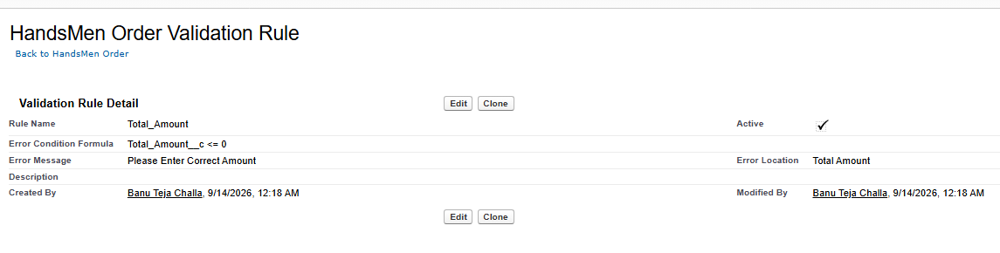 HandsMen Order Validation Rule
Back to HandsMen Order
Validation Rule Detail
Edit Clone
Rule Name Total_Amount Active
Error Condition Formula Total_Amount__c <= 0
Error Message Please Enter Correct Amount Error Location Total Amount
Description
Created By Banu Teja Challa, 9/14/2026, 12:18 AM Modified By Banu Teja Challa, 9/14/2026, 12:18 AM
Edit Clone